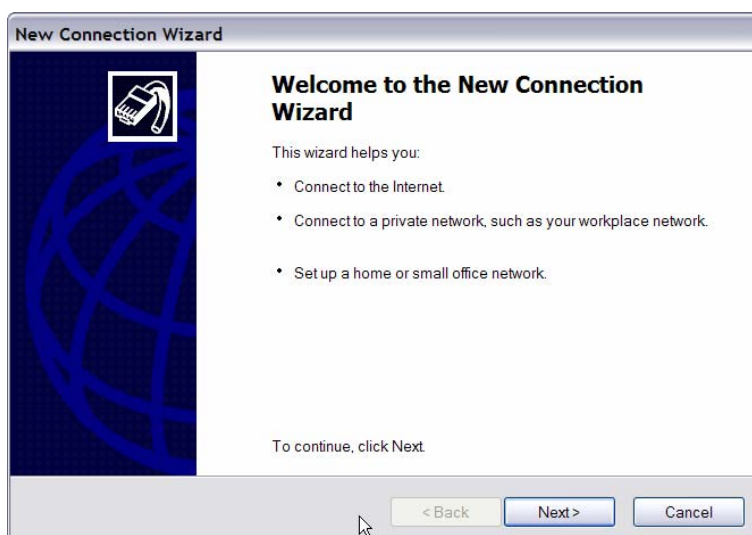 New Connection Wizard
Welcome to the New Connection
Wizard
This wizard helps you:
• Connect to the Internet.
• Connect to a private network, such as your workplace network.
• Set up a home or small office network.
To continue, click Next.
< Back Next > Cancel